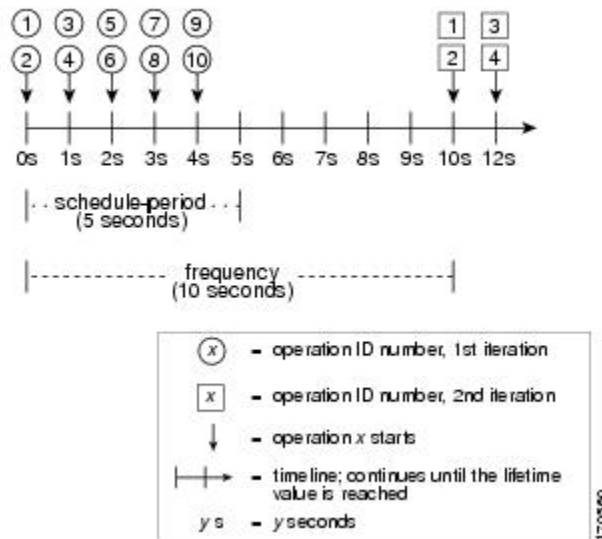 1 3 5 7 9 1 3
2 4 6 8 10 2 4
0s 1s 2s 3s 4s 5s 6s 7s 8s 9s 10s 12s
schedule-period
(5 seconds)
frequency
(10 seconds)
x = operation ID number, 1st iteration
x = operation ID number, 2nd iteration
= operation x starts
= timeline; continues until the lifetime
value is reached
y s = y seconds